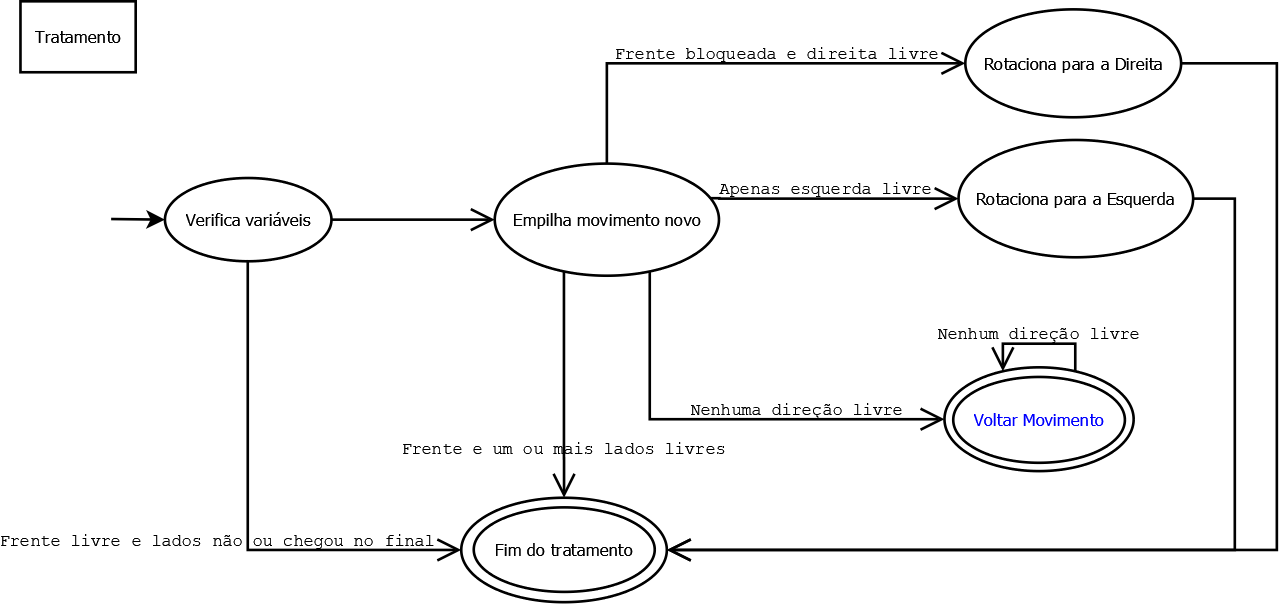 Tratamento
Frente bloqueada e direita livre
Rotaciona para a Direita
Apenas esquerda livre
Rotaciona para a Esquerda
Verifica variáveis
Empilha movimento novo
Nenhum direção livre
Nenhuma direção livre
Voltar Movimento
Frente e um ou mais lados livres
Frente livre e lados não ou chegou no final
Fim do tratamento